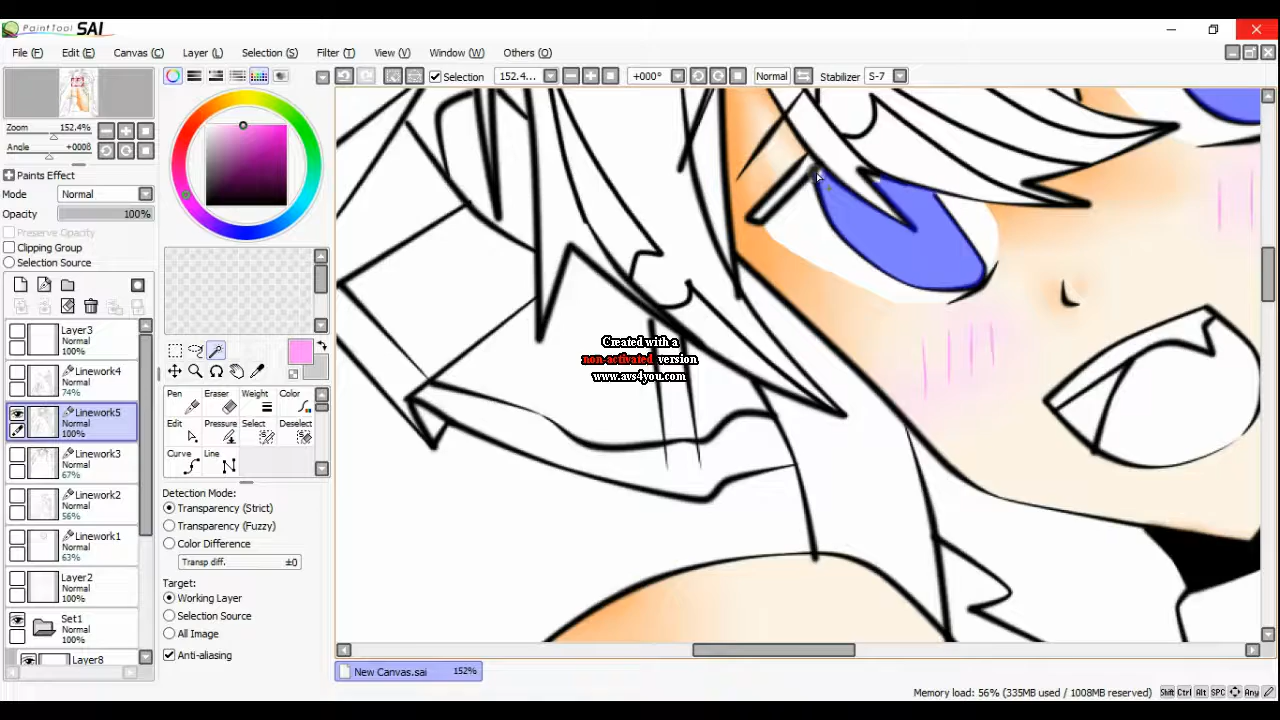 PaintTool SAI
File (F) Edit (E) Canvas (C) Layer (L) Selection (S) Filter (T) View (V) Window (W) Others (O)
Selection 152.4... +000° Normal Stabilizer S-7
Zoom 152.4%
Angle +000θ
Paints Effect
Mode Normal
Opacity 100%
Preserve Opacity
Clipping Group
Selection Source
Layer3
100%
Linework4
74%
Linework5
Normal
100%
Linework3
67%
Linework2
Normal
56%
Linework1
Normal
63%
Layer2
Normal
100%
Set1
Normal
100%
Layer8
Pen Eraser Weight Color
Edit Pressure Select Deselect
Curve Line
Detection Mode:
Transparency (Strict)
Transparency (Fuzzy)
Color Difference
Transp diff. ±0
Target:
Working Layer
Selection Source
All Image
Anti-aliasing
Created with a
non-activated version
www.avs4you.com
New Canvas.sai 152%
Memory load: 56% (335MB used / 1008MB reserved) Shift Ctrl Alt SPC Any